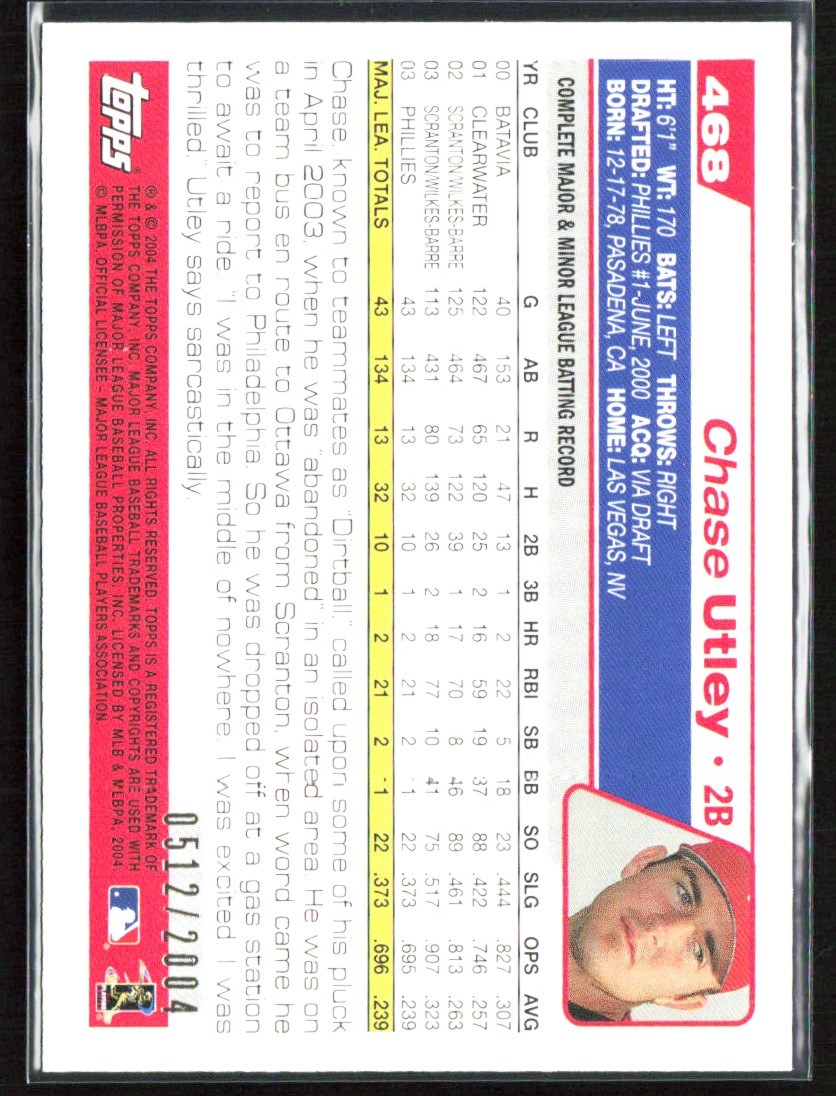 468
Chase Utley • 2B
HT: 6'1" WT: 170 BATS: LEFT THROWS: RIGHT
DRAFTED: PHILLIES #1-JUNE, 2000 ACQ: VIA DRAFT
BORN: 12-17-78, PASADENA, CA HOME: LAS VEGAS, NV
COMPLETE MAJOR & MINOR LEAGUE BATTING RECORD
YR CLUB G AB R H 2B 3B HR RBI SB BB SO SLG OPS AVG
00 BATAVIA 40 153 21 47 13 1 2 22 5 18 23 .444 .827 .307
01 CLEARWATER 122 467 65 120 25 2 16 59 19 37 88 .422 .746 .257
02 SCRANTON/WILKES-BARRE 125 464 73 122 39 1 17 70 8 46 89 .461 .813 .263
03 SCRANTON/WILKES-BARRE 113 431 80 139 26 2 18 77 10 41 75 .517 .907 .323
03 PHILLIES 43 134 13 32 10 1 2 21 2 11 22 .373 .695 .239
MAJ. LEA. TOTALS 43 134 13 32 10 1 2 21 2 11 22 .373 .696 .239
Chase, known to teammates as "Dirtball," called upon some of his pluck
in April 2003, when he was "abandoned" in an isolated area. He was on
a team bus en route to Ottawa from Scranton, when word came he
was to report to Philadelphia. So he was dropped off at a gas station
to await a ride. "I was in the middle of nowhere. I was excited. I was
thrilled," Utley says sarcastically.
0512/2004
topps®
® & © 2004 THE TOPPS COMPANY, INC. ALL RIGHTS RESERVED. TOPPS IS A REGISTERED TRADEMARK OF
THE TOPPS COMPANY, INC. MAJOR LEAGUE BASEBALL TRADEMARKS AND COPYRIGHTS ARE USED WITH
PERMISSION OF MAJOR LEAGUE BASEBALL PROPERTIES, INC. LICENSED BY MLB & MLBPA, 2004.
© MLBPA, OFFICIAL LICENSEE - MAJOR LEAGUE BASEBALL PLAYERS ASSOCIATION.